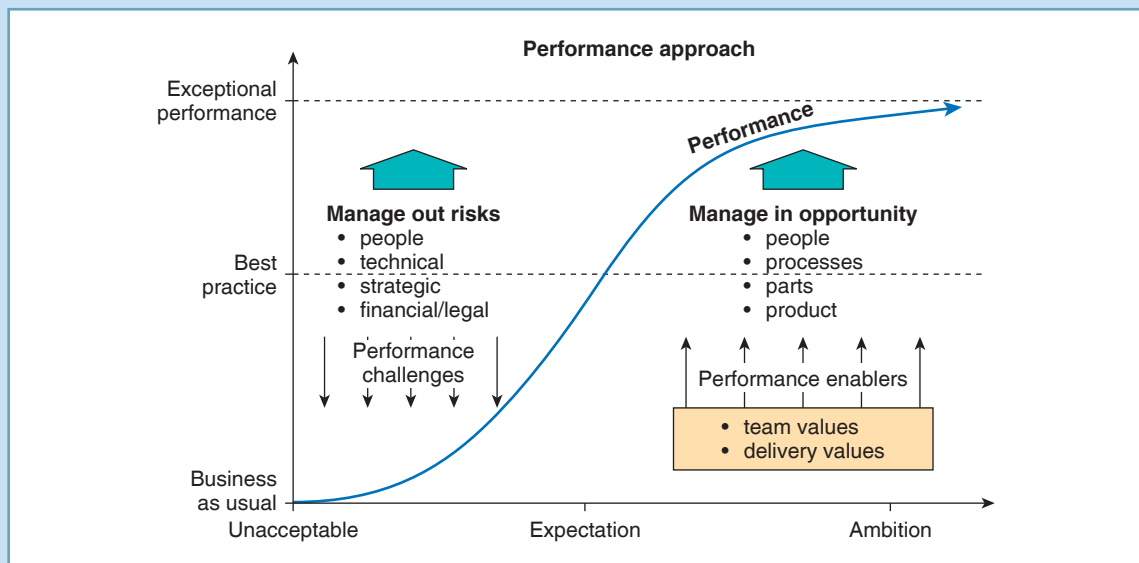 Performance approach
Exceptional
performance
Performance
Manage out risks
• people
• technical
• strategic
• financial/legal
Manage in opportunity
• people
• processes
• parts
• product
Best
practice
Performance
challenges
Performance enablers
• team values
• delivery values
Business
as usual
Unacceptable
Expectation
Ambition